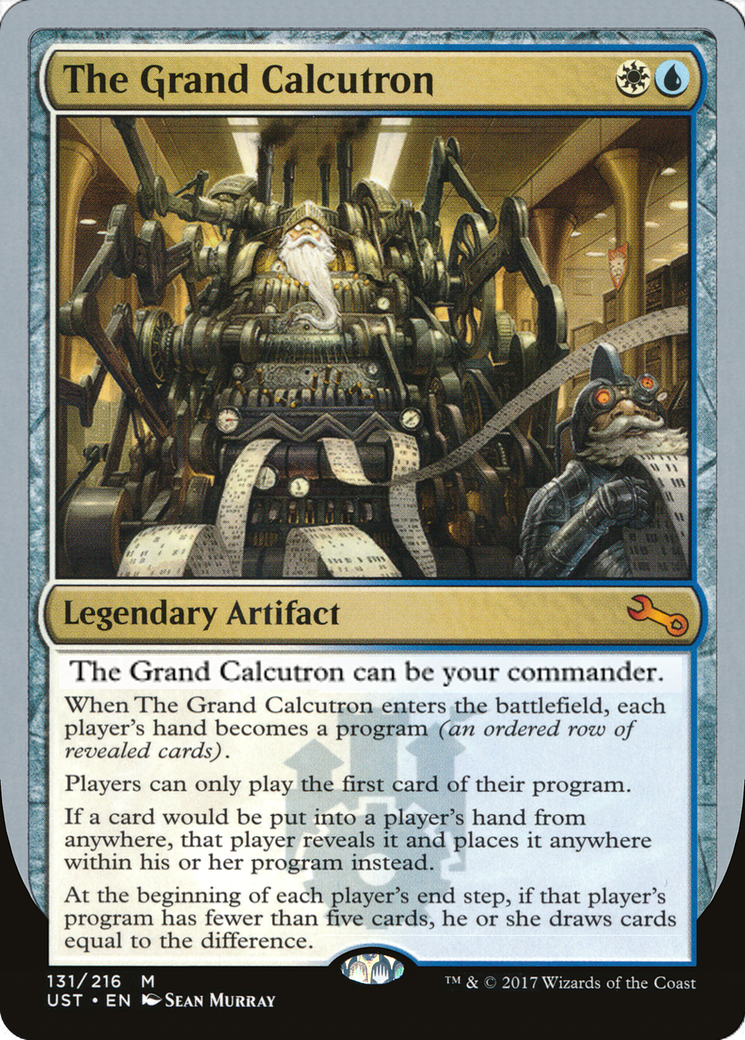 The Grand Calcutron
Legendary Artifact
The Grand Calcutron can be your commander.
When The Grand Calcutron enters the battlefield, each
player's hand becomes a program (an ordered row of
revealed cards).
Players can only play the first card of their program.
If a card would be put into a player's hand from
anywhere, that player reveals it and places it anywhere
within his or her program instead.
At the beginning of each player's end step, if that player's
program has fewer than five cards, he or she draws cards
equal to the difference.
131/216 M
UST • EN Sean Murray
™ & © 2017 Wizards of the Coast